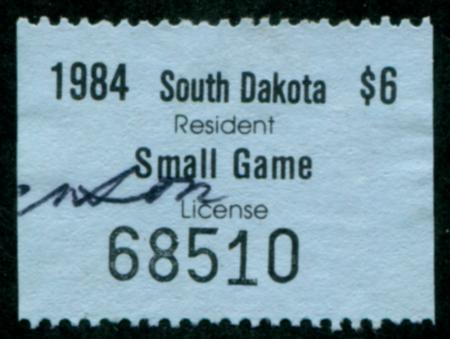 1984 South Dakota $6
Resident
Small Game
License
68510